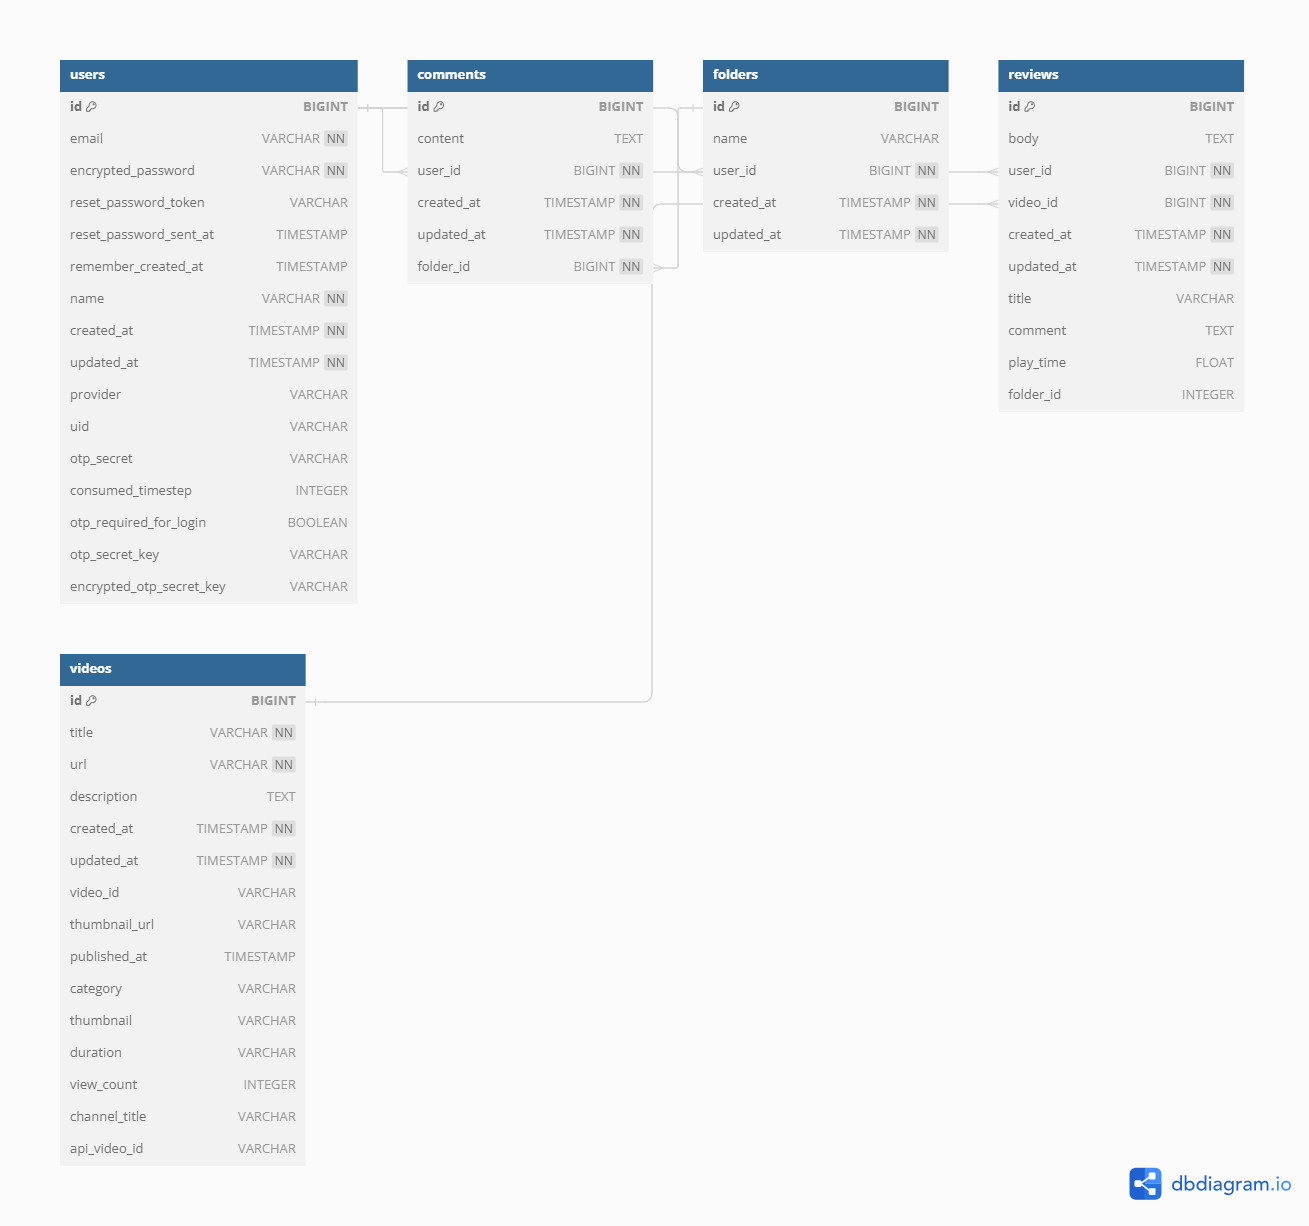 users
id BIGINT
email VARCHAR NN
encrypted_password VARCHAR NN
reset_password_token VARCHAR
reset_password_sent_at TIMESTAMP
remember_created_at TIMESTAMP
name VARCHAR NN
created_at TIMESTAMP NN
updated_at TIMESTAMP NN
provider VARCHAR
uid VARCHAR
otp_secret VARCHAR
consumed_timestep INTEGER
otp_required_for_login BOOLEAN
otp_secret_key VARCHAR
encrypted_otp_secret_key VARCHAR
comments
id BIGINT
content TEXT
user_id BIGINT NN
created_at TIMESTAMP NN
updated_at TIMESTAMP NN
folder_id BIGINT NN
folders
id BIGINT
name VARCHAR
user_id BIGINT NN
created_at TIMESTAMP NN
updated_at TIMESTAMP NN
reviews
id BIGINT
body TEXT
user_id BIGINT NN
video_id BIGINT NN
created_at TIMESTAMP NN
updated_at TIMESTAMP NN
title VARCHAR
comment TEXT
play_time FLOAT
folder_id INTEGER
videos
id BIGINT
title VARCHAR NN
url VARCHAR NN
description TEXT
created_at TIMESTAMP NN
updated_at TIMESTAMP NN
video_id VARCHAR
thumbnail_url VARCHAR
published_at TIMESTAMP
category VARCHAR
thumbnail VARCHAR
duration VARCHAR
view_count INTEGER
channel_title VARCHAR
api_video_id VARCHAR
dbdiagram.io